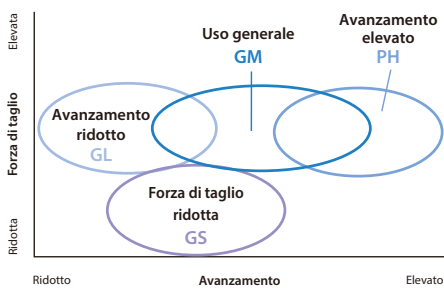 Elevata
Forza di taglio
Ridotta
Uso generale
GM
Avanzamento
elevato
PH
Avanzamento
ridotto
GL
Forza di taglio
ridotta
GS
Ridotto
Avanzamento
Elevato